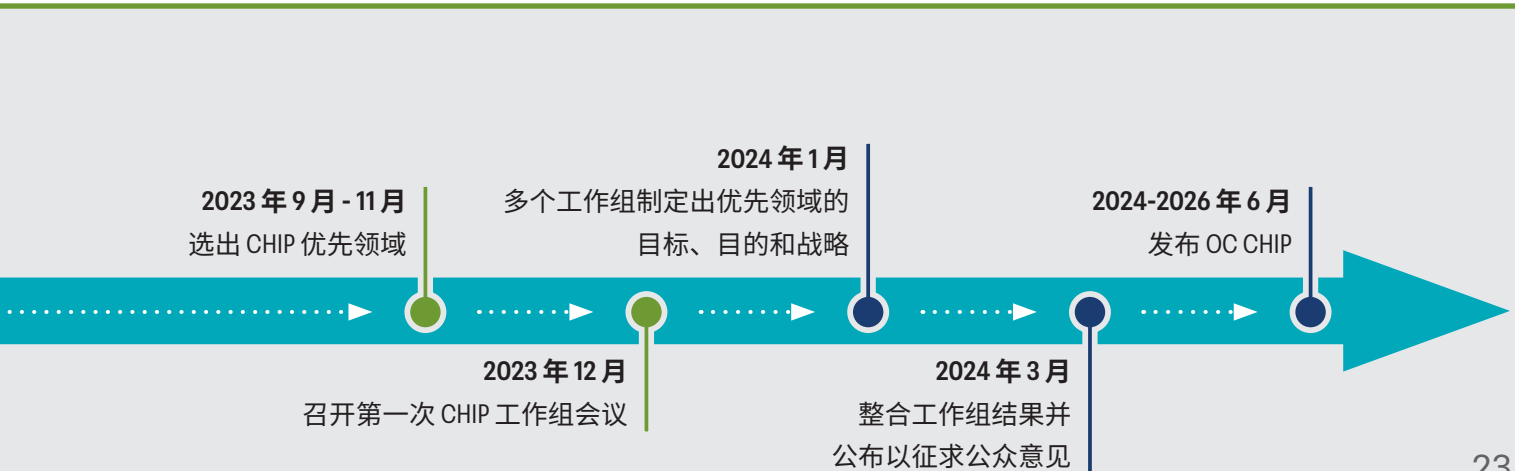 2023 年 9 月 - 11 月
选出 CHIP 优先领域
2023 年 12 月
召开第一次 CHIP 工作组会议
2024 年 1 月
多个工作组制定出优先领域的
目标、目的和战略
2024 年 3 月
整合工作组结果并
公布以征求公众意见
2024-2026 年 6 月
发布 OC CHIP
23